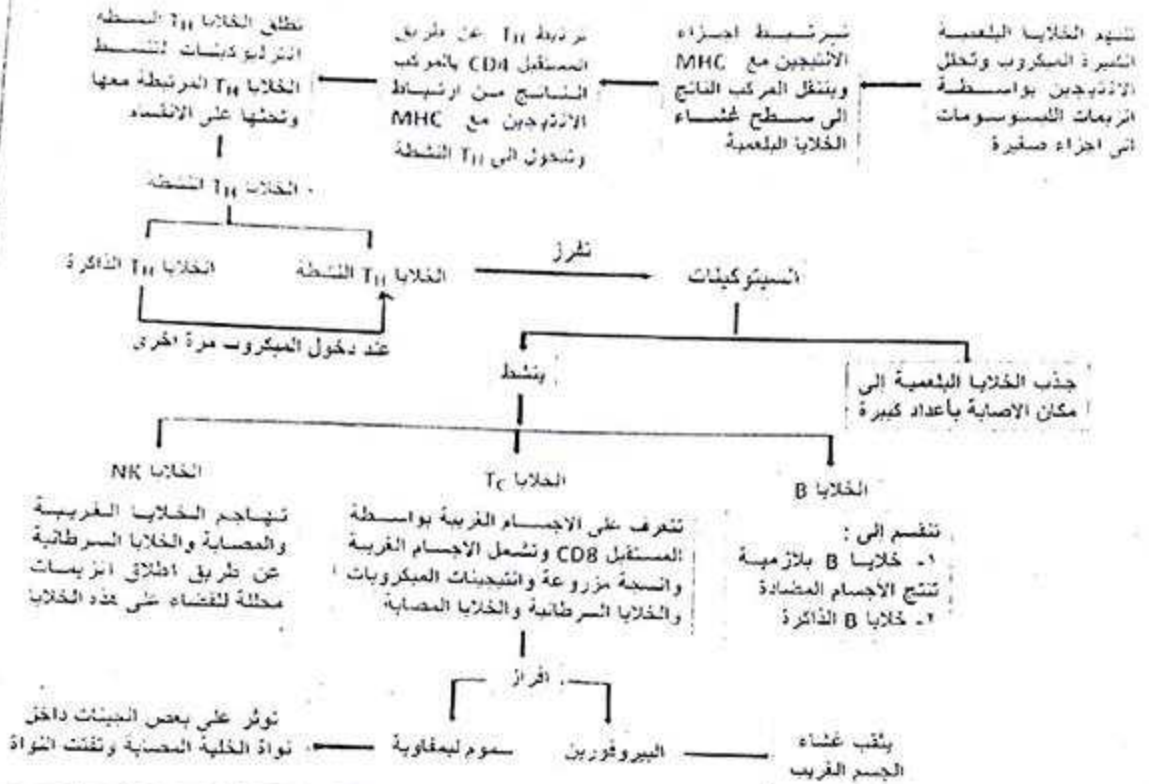 تلتهم الخلايا البلعمية
الكبيرة الميكروب وتحلل
الانتيجين بواسطة
انزيمات الليسوسومات
الى اجزاء صغيرة
ترتبط اجزاء
الأنتيجين مع MHC
وينتقل المركب الناتج
الى سطح غشاء
الخلايا البلعمية
ترتبط TH عن طريق
المستقبل CD4 بالمركب
الناتج من ارتباط
الانتيجين مع MHC
وتتحول الى TH النشطة
تطلق الخلايا TH النشطة
انترليوكينات لتنشط
الخلايا TH المرتبطة معها
وتحثها على الانقسام
الخلايا TH النشطة
الخلايا TH النشطة
الخلايا TH الذاكرة
عند دخول الميكروب مرة اخرى
تفرز
السيتوكينات
جذب الخلايا البلعمية إلى
مكان الاصابة بأعداد كبيرة
ينشط
الخلايا B
تنقسم إلى :
١- خلايا B بلازمية
تنتج الأجسام المضادة
٢- خلايا B الذاكرة
الخلايا TC
تتعرف على الاجسام الغريبة بواسطة
المستقبل CD8 وتشمل الاجسام الغريبة
وانسجة مزروعة وانتيجينات الميكروبات
والخلايا السرطانية والخلايا المصابة
الخلايا NK
تهاجم الخلايا الغريبة
والمصابة والخلايا السرطانية
عن طريق اطلاق انزيمات
محللة للقضاء على هذه الخلايا
افراز
البيروفورين
يثقب غشاء
الجسم الغريب
سموم ليمفاوية
تؤثر على بعض الجينات داخل
نواة الخلية المصابة وتفتت النواة